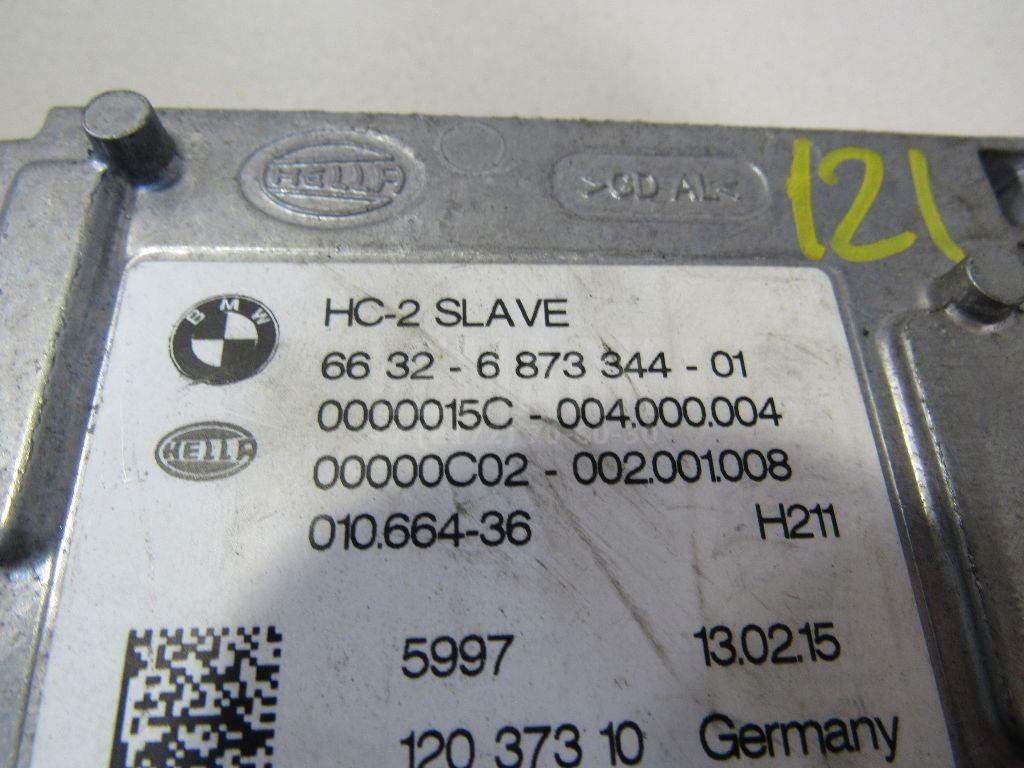 HELLA
>GD AL<
121
BMW
HC-2 SLAVE
66 32 - 6 873 344 - 01
0000015C - 004.000.004
HELLA
00000C02 - 002.001.008
010.664-36 H211
5997 13.02.15
120 373 10 Germany